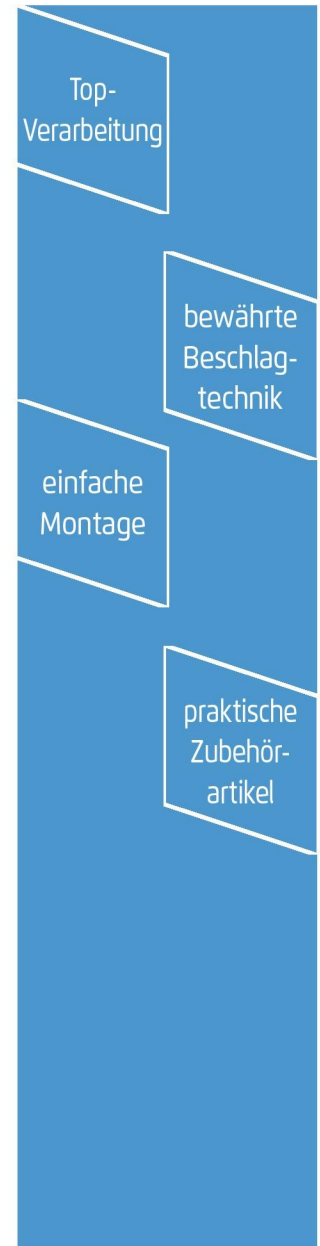 Top-
Verarbeitung
bewährte
Beschlag-
technik
einfache
Montage
praktische
Zubehör-
artikel